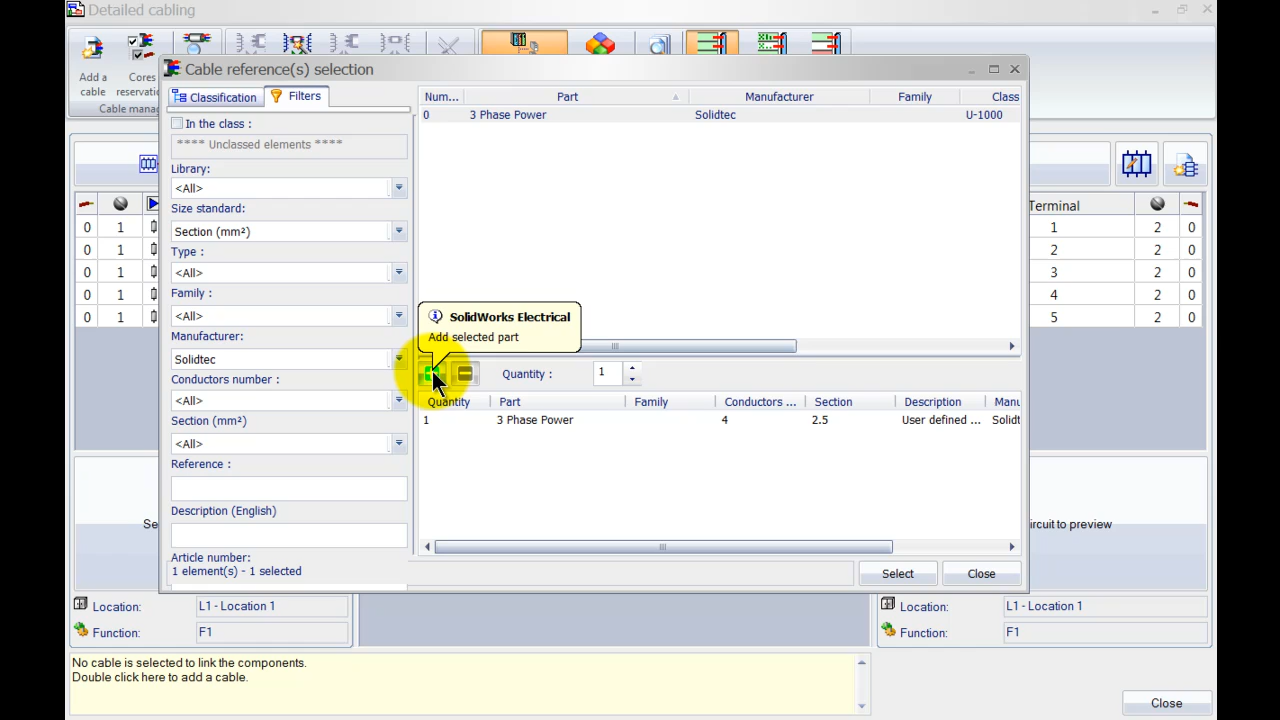 Detailed cabling
Add a cable
Cores
Cable
Cable reference(s) selection
Classification
Filters
In the class :
**** Unclassed elements ****
Library:
<All>
Size standard:
Section (mm²)
Type :
<All>
Family :
<All>
Manufacturer:
Solidtec
Conductors number :
<All>
Section (mm²)
<All>
Reference :
Description (English)
Article number:
1 element(s) - 1 selected
Num... Part Manufacturer Family Class
0 3 Phase Power Solidtec U-1000
SolidWorks Electrical
Add selected part
Quantity : 1
Quantity Part Family Conductors ... Section Description
1 3 Phase Power 4 2.5 User defined ...
Select
Close
0 1
0 1
0 1
0 1
0 1
Terminal
1 2 0
2 2 0
3 2 0
4 2 0
5 2 0
to preview
Location: L1 - Location 1
Function: F1
Location: L1 - Location 1
Function: F1
No cable is selected to link the components.
Double click here to add a cable.
Close